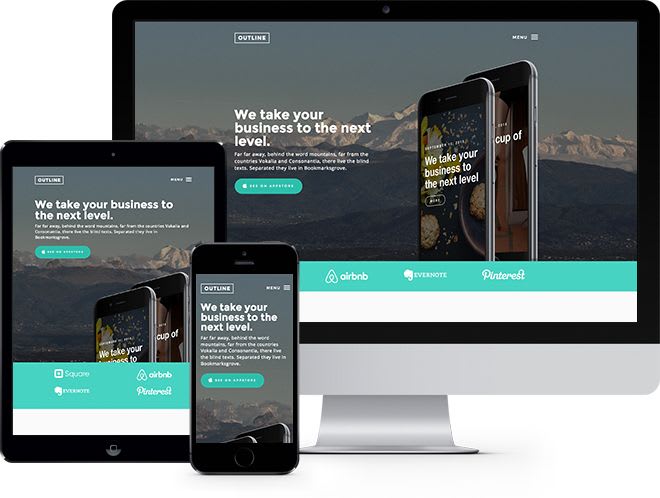 OUTLINE
MENU
We take your
business to the next
level.
Far far away, behind the word mountains, far from the
countries Vokalia and Consonantia, there live the blind
texts. Separated they live in Bookmarksgrove.
SEE ON APPSTORE
SEPTEMBER 15, 2015
We take your
business to
the next level
MORE
cup of
airbnb
EVERNOTE
Pinterest
OUTLINE
MENU
We take your business to
the next level.
Far far away, behind the word mountains, far from the countries Vokalia and
Consonantia, there live the blind texts. Separated they live in
Bookmarksgrove.
SEE ON APPSTORE
We take your
business to
cup of
Square
airbnb
EVERNOTE
Pinterest
OUTLINE
MENU
We take your
business to the
next level.
Far far away, behind the word
mountains, far from the countries
Vokalia and Consonantia, there live
the blind texts. Separated they live in
Bookmarksgrove.
SEE ON APPSTORE